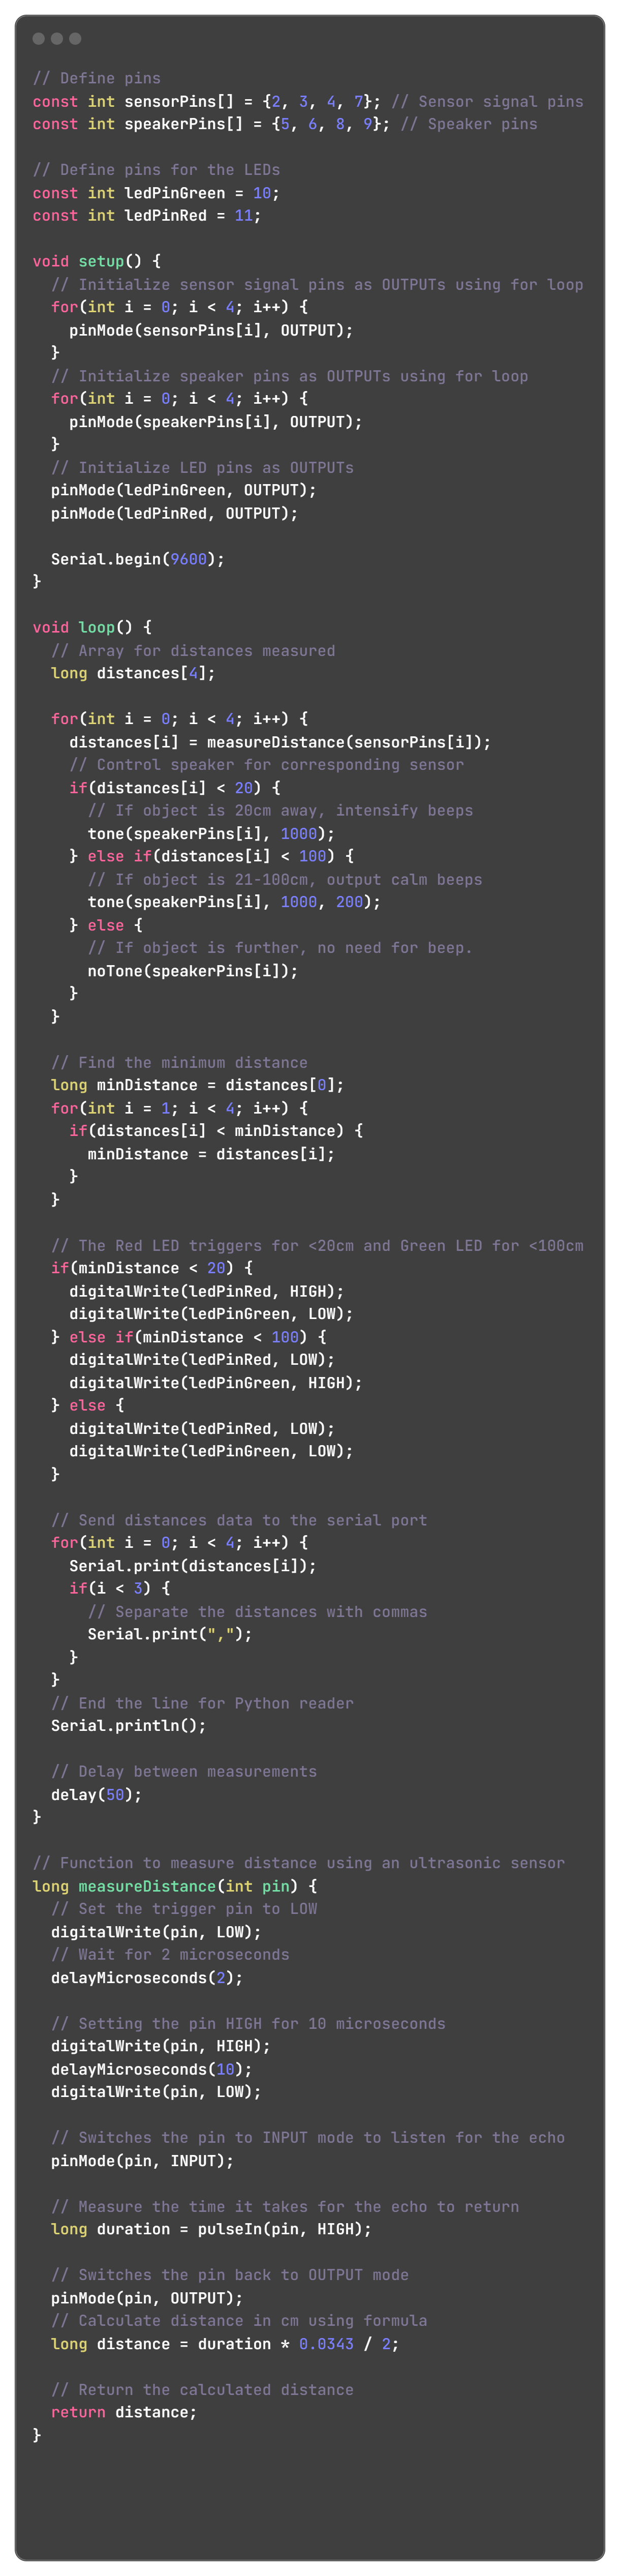 // Define pins
const int sensorPins[] = {2, 3, 4, 7}; // Sensor signal pins
const int speakerPins[] = {5, 6, 8, 9}; // Speaker pins

// Define pins for the LEDs
const int ledPinGreen = 10;
const int ledPinRed = 11;

void setup() {
  // Initialize sensor signal pins as OUTPUTs using for loop
  for(int i = 0; i < 4; i++) {
    pinMode(sensorPins[i], OUTPUT);
  }
  // Initialize speaker pins as OUTPUTs using for loop
  for(int i = 0; i < 4; i++) {
    pinMode(speakerPins[i], OUTPUT);
  }
  // Initialize LED pins as OUTPUTs
  pinMode(ledPinGreen, OUTPUT);
  pinMode(ledPinRed, OUTPUT);

  Serial.begin(9600);
}

void loop() {
  // Array for distances measured
  long distances[4];

  for(int i = 0; i < 4; i++) {
    distances[i] = measureDistance(sensorPins[i]);
    // Control speaker for corresponding sensor
    if(distances[i] < 20) {
      // If object is 20cm away, intensify beeps
      tone(speakerPins[i], 1000);
    } else if(distances[i] < 100) {
      // If object is 21-100cm, output calm beeps
      tone(speakerPins[i], 1000, 200);
    } else {
      // If object is further, no need for beep.
      noTone(speakerPins[i]);
    }
  }

  // Find the minimum distance
  long minDistance = distances[0];
  for(int i = 1; i < 4; i++) {
    if(distances[i] < minDistance) {
      minDistance = distances[i];
    }
  }

  // The Red LED triggers for <20cm and Green LED for <100cm
  if(minDistance < 20) {
    digitalWrite(ledPinRed, HIGH);
    digitalWrite(ledPinGreen, LOW);
  } else if(minDistance < 100) {
    digitalWrite(ledPinRed, LOW);
    digitalWrite(ledPinGreen, HIGH);
  } else {
    digitalWrite(ledPinRed, LOW);
    digitalWrite(ledPinGreen, LOW);
  }

  // Send distances data to the serial port
  for(int i = 0; i < 4; i++) {
    Serial.print(distances[i]);
    if(i < 3) {
      // Separate the distances with commas
      Serial.print(",");
    }
  }
  // End the line for Python reader
  Serial.println();

  // Delay between measurements
  delay(50);
}

// Function to measure distance using an ultrasonic sensor
long measureDistance(int pin) {
  // Set the trigger pin to LOW
  digitalWrite(pin, LOW);
  // Wait for 2 microseconds
  delayMicroseconds(2);

  // Setting the pin HIGH for 10 microseconds
  digitalWrite(pin, HIGH);
  delayMicroseconds(10);
  digitalWrite(pin, LOW);

  // Switches the pin to INPUT mode to listen for the echo
  pinMode(pin, INPUT);

  // Measure the time it takes for the echo to return
  long duration = pulseIn(pin, HIGH);

  // Switches the pin back to OUTPUT mode
  pinMode(pin, OUTPUT);
  // Calculate distance in cm using formula
  long distance = duration * 0.0343 / 2;

  // Return the calculated distance
  return distance;
}